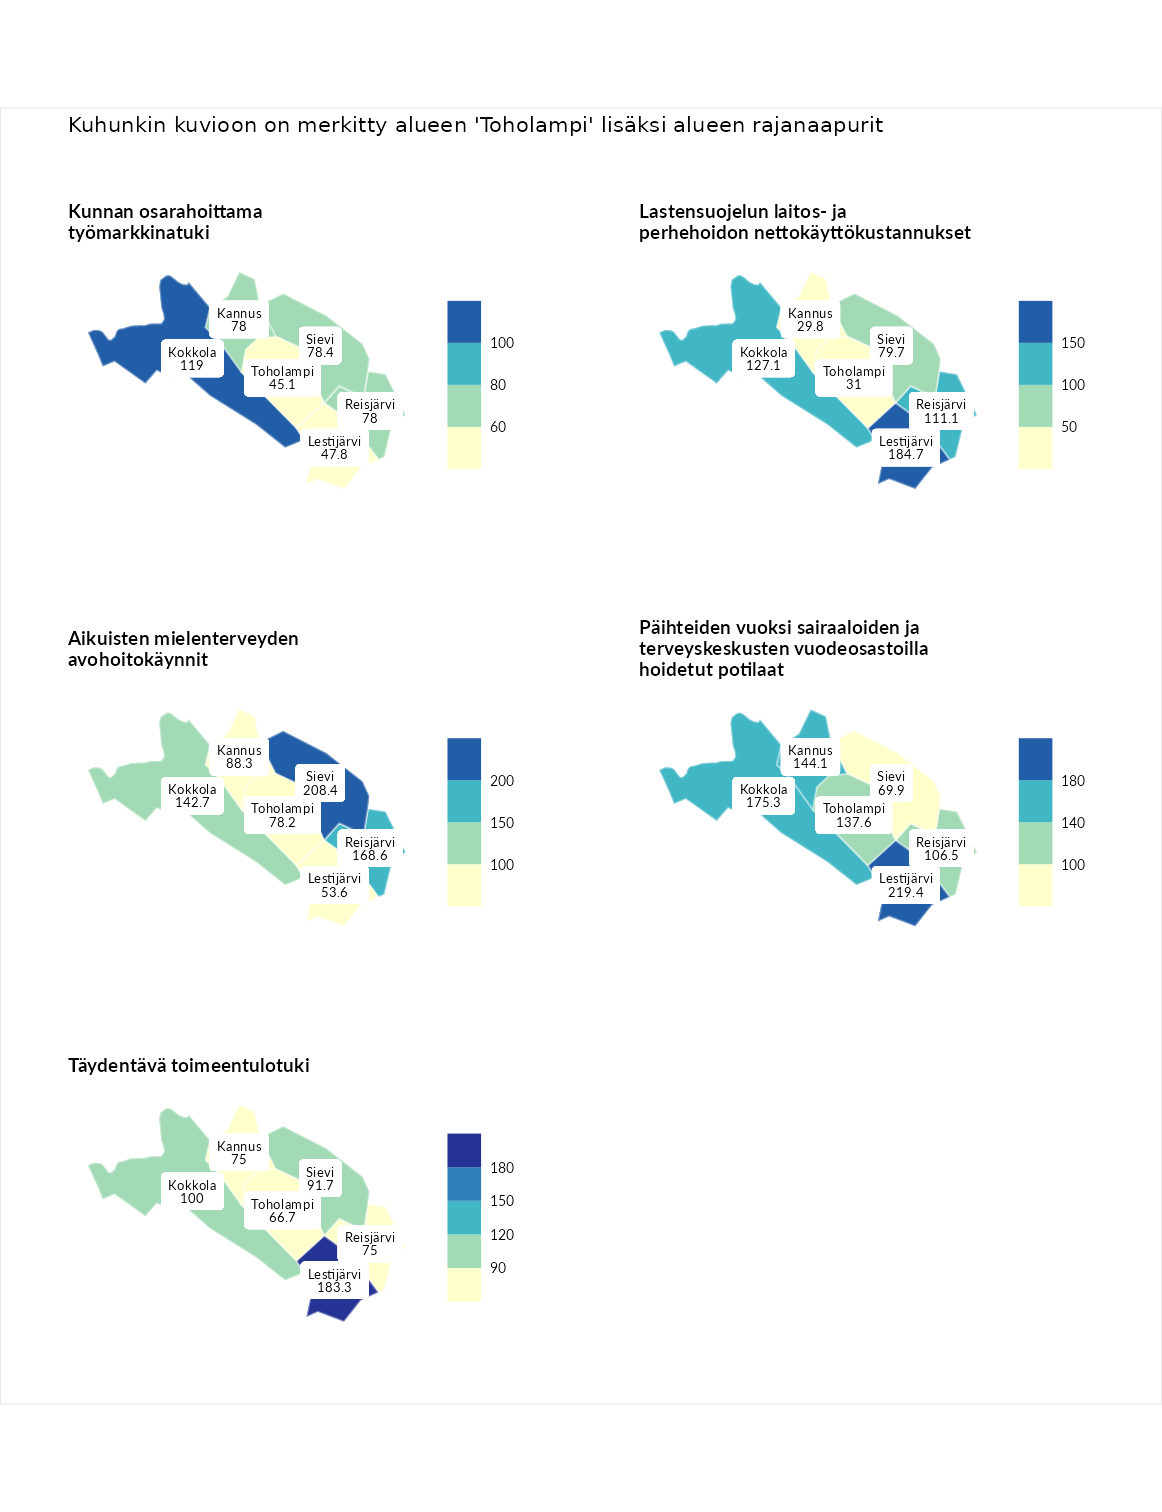 Kuhunkin kuvioon on merkitty alueen 'Toholampi' lisäksi alueen rajanaapurit
Kunnan osarahoittama
työmarkkinatuki
Kannus
78
Sievi
78.4
Kokkola
119
Toholampi
45.1
Reisjärvi
78
Lestijärvi
47.8
100
80
60
Lastensuojelun laitos- ja
perhehoidon nettokäyttökustannukset
Kannus
29.8
Sievi
79.7
Kokkola
127.1
Toholampi
31
Reisjärvi
111.1
Lestijärvi
184.7
150
100
50
Aikuisten mielenterveyden
avohoitokäynnit
Kannus
88.3
Sievi
208.4
Kokkola
142.7
Toholampi
78.2
Reisjärvi
168.6
Lestijärvi
53.6
200
150
100
Päihteiden vuoksi sairaaloiden ja
terveyskeskusten vuodeosastoilla
hoidetut potilaat
Kannus
144.1
Sievi
69.9
Kokkola
175.3
Toholampi
137.6
Reisjärvi
106.5
Lestijärvi
219.4
180
140
100
Täydentävä toimeentulotuki
Kannus
75
Sievi
91.7
Kokkola
100
Toholampi
66.7
Reisjärvi
75
Lestijärvi
183.3
180
150
120
90